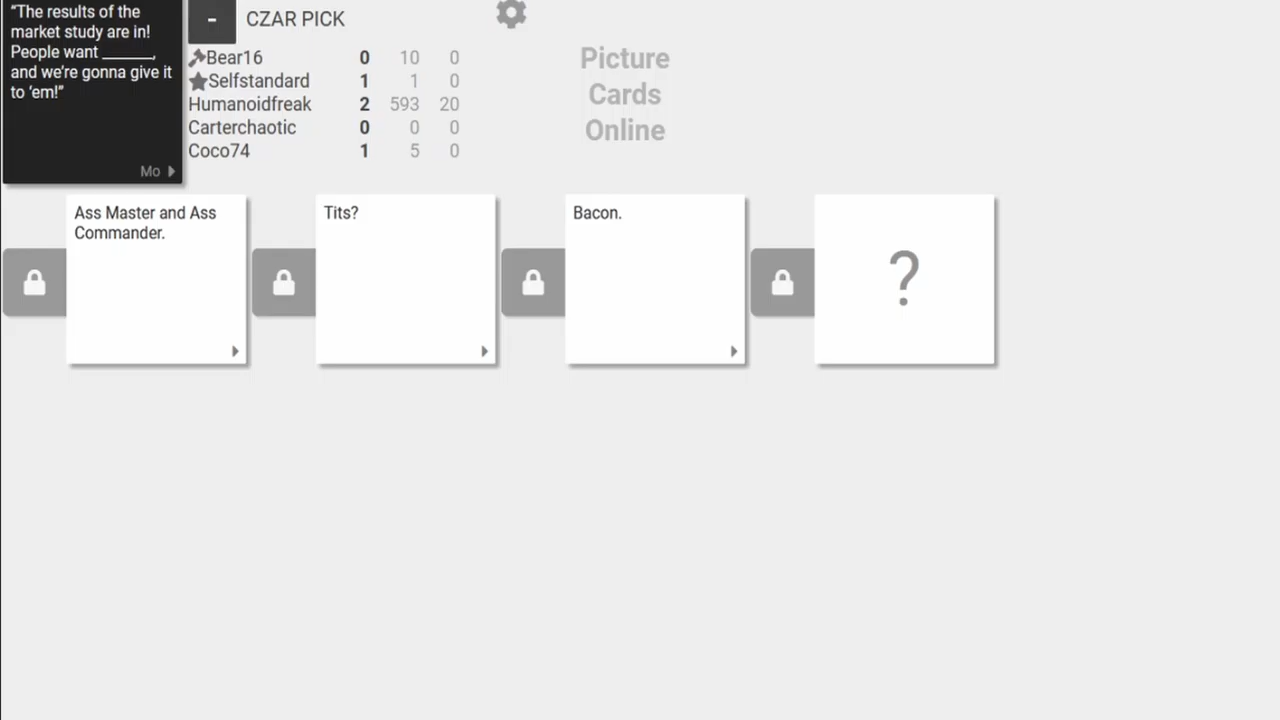 “The results of the
market study are in!
People want ______,
and we’re gonna give it
to ‘em!”
Mo
-
CZAR PICK
Bear16 0 10 0
Selfstandard 1 1 0
Humanoidfreak 2 593 20
Carterchaotic 0 0 0
Coco74 1 5 0
Picture
Cards
Online
Ass Master and Ass
Commander.
Tits?
Bacon.
?